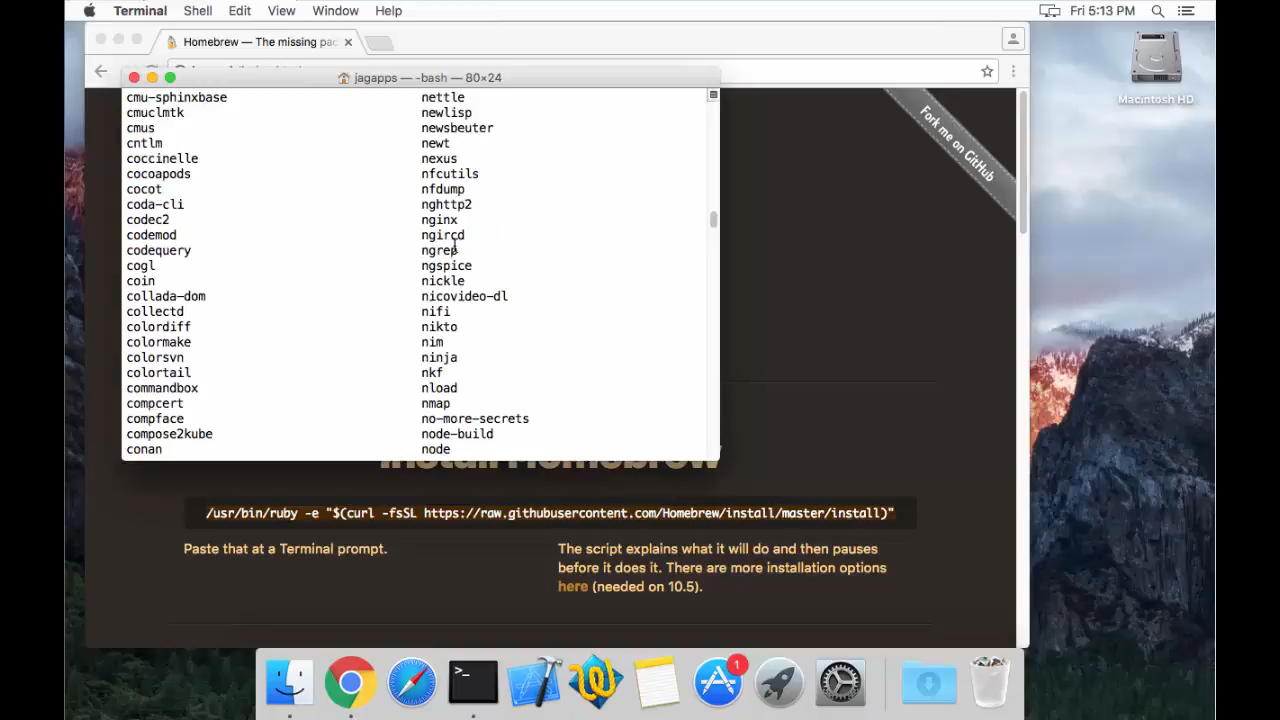 Terminal Shell Edit View Window Help Fri 5:13 PM
Homebrew — The missing pac
jagapps — -bash — 80×24
cmu-sphinxbase nettle
cmuclmtk newlisp
cmus newsbeuter
cntlm newt
coccinelle nexus
cocoapods nfcutils
cocot nfdump
coda-cli nghttp2
codec2 nginx
codemod ngircd
codequery ngrep
cogl ngspice
coin nickle
collada-dom nicovideo-dl
collectd nifi
colordiff nikto
colormake nim
colorsvn ninja
colortail nkf
commandbox nload
compcert nmap
compface no-more-secrets
compose2kube node-build
conan node
Macintosh HD
Fork me on GitHub
Install Homebrew
/usr/bin/ruby -e "$(curl -fsSL https://raw.githubusercontent.com/Homebrew/install/master/install)"
Paste that at a Terminal prompt.
The script explains what it will do and then pauses
before it does it. There are more installation options
here (needed on 10.5).
>_
1